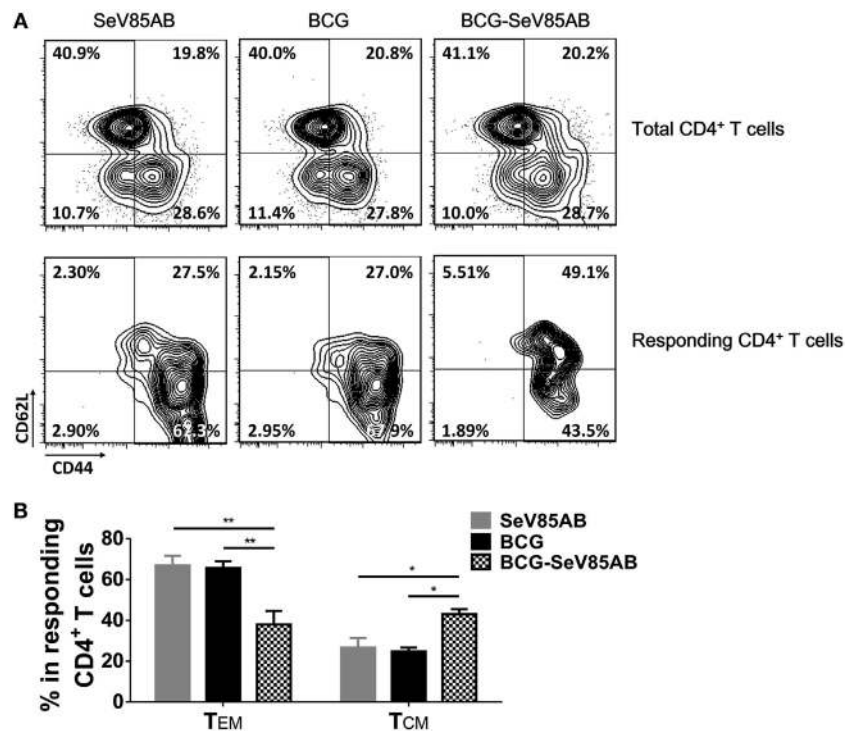 A
SeV85AB BCG BCG-SeV85AB
40.9% 19.8% 40.0% 20.8% 41.1% 20.2%
Total CD4+ T cells
10.7% 28.6% 11.4% 27.8% 10.0% 28.7%
2.30% 27.5% 2.15% 27.0% 5.51% 49.1%
Responding CD4+ T cells
CD62L
2.90% 2.95% 1.89% 43.5%
CD44
B
% in responding
CD4+ T cells
80
60
40
20
0
** ** * *
SeV85AB
BCG
BCG-SeV85AB
TEM TCM